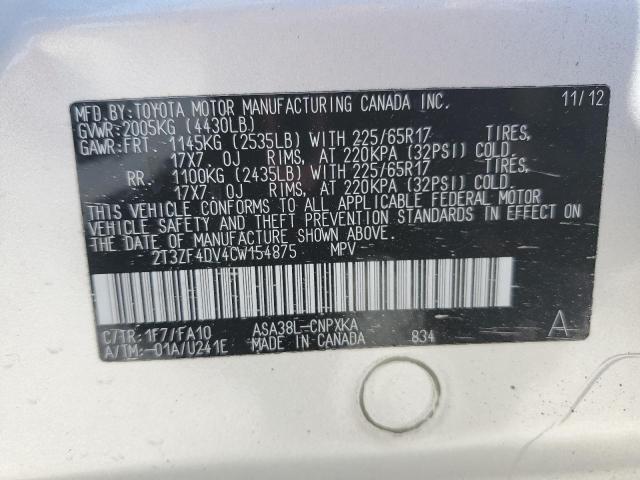 MFD. BY: TOYOTA MOTOR MANUFACTURING CANADA INC. 11/12
GVWR: 2005KG (4430LB)
GAWR: FRT. 1145KG (2535LB) WITH 225/65R17 TIRES,
17X7. 0J RIMS, AT 220KPA (32PSI) COLD.
RR. 1100KG (2435LB) WITH 225/65R17 TIRES,
17X7. 0J RIMS, AT 220KPA (32PSI) COLD.
THIS VEHICLE CONFORMS TO ALL APPLICABLE FEDERAL MOTOR
VEHICLE SAFETY AND THEFT PREVENTION STANDARDS IN EFFECT ON
THE DATE OF MANUFACTURE SHOWN ABOVE.
2T3ZF4DV4CW154875 MPV
C/TR: 1F7/FA10 ASA38L-CNPXKA A
A/TM: -01A/U241E MADE IN CANADA 834